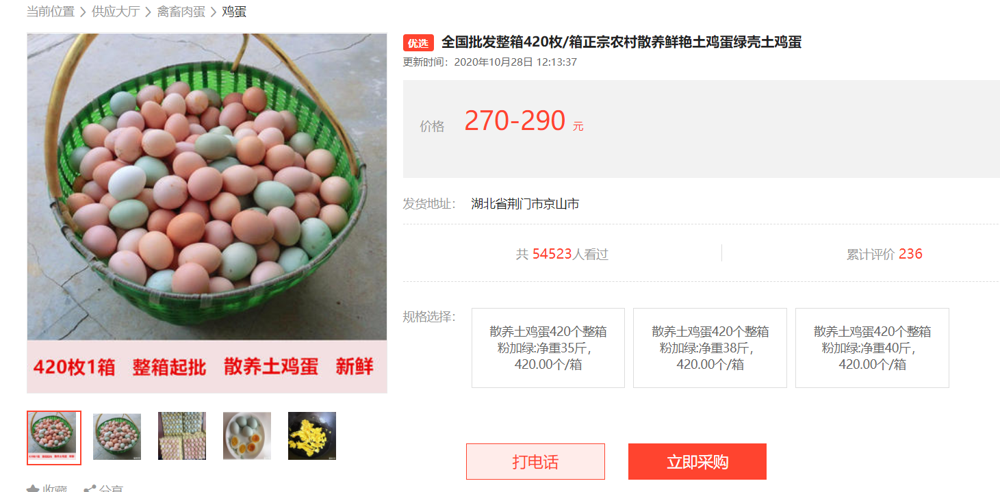 当前位置 > 供应大厅 > 禽畜肉蛋 > 鸡蛋
420枚1箱 整箱起批 散养土鸡蛋 新鲜
收藏 分享
优选 全国批发整箱420枚/箱正宗农村散养鲜艳土鸡蛋绿壳土鸡蛋
更新时间：2020年10月28日 12:13:37
价格 270-290 元
发货地址： 湖北省荆门市京山市
共 54523人看过 累计评价 236
规格选择：
散养土鸡蛋420个整箱
粉加绿:净重35斤，
420.00个/箱
散养土鸡蛋420个整箱
粉加绿:净重38斤，
420.00个/箱
散养土鸡蛋420个整箱
粉加绿:净重40斤，
420.00个/箱
打电话 立即采购